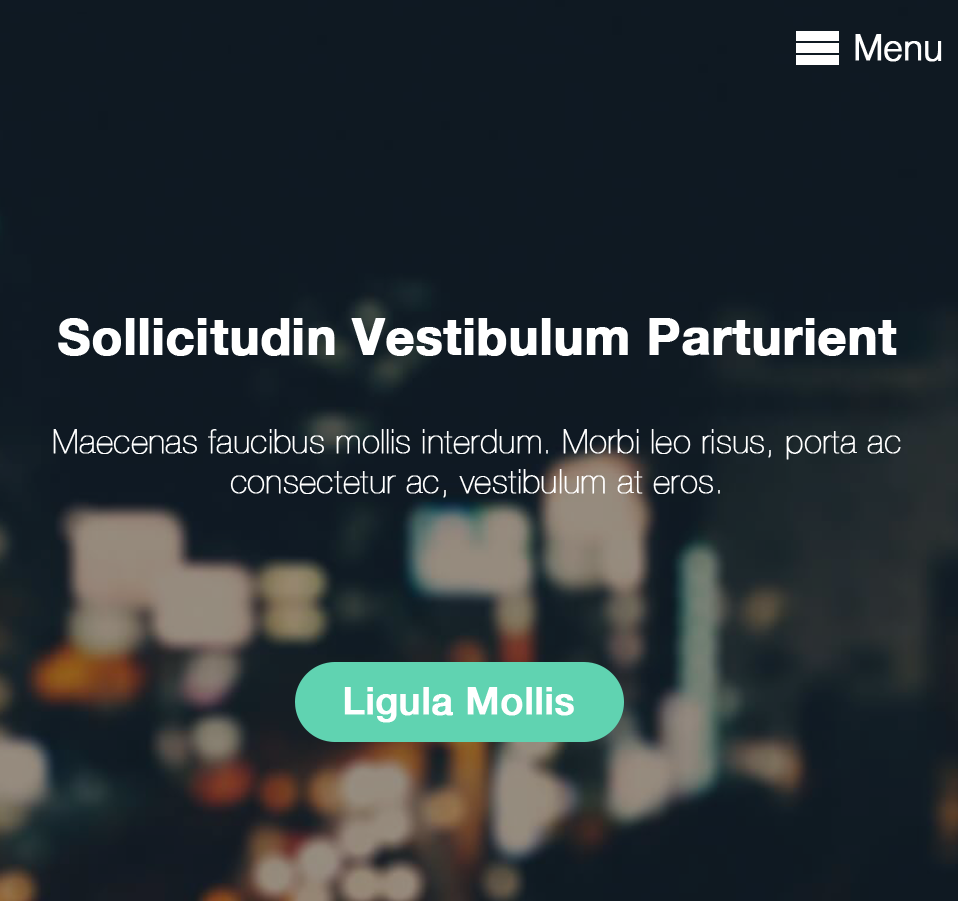 Menu
Sollicitudin Vestibulum Parturient
Maecenas faucibus mollis interdum. Morbi leo risus, porta ac
consectetur ac, vestibulum at eros.
Ligula Mollis